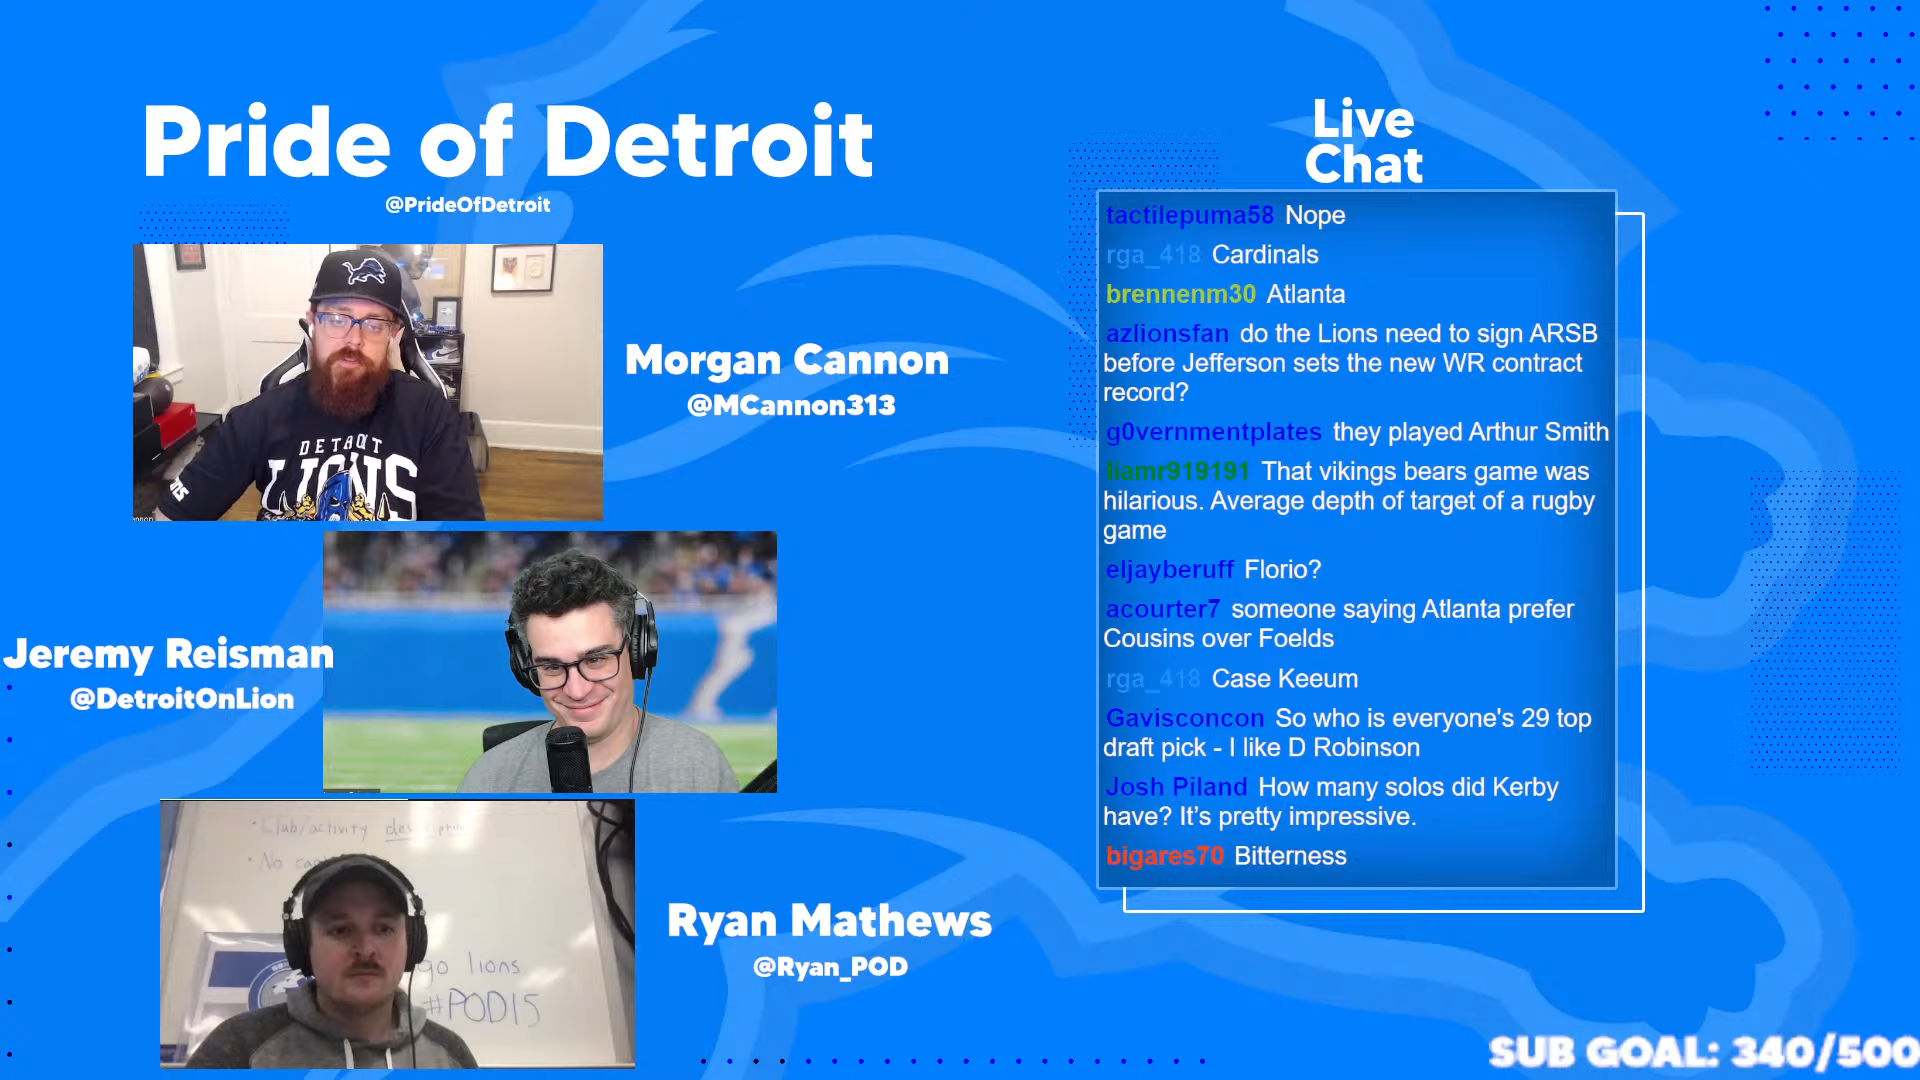 Pride of Detroit
@PrideOfDetroit
DETROIT
LIONS
Morgan Cannon
@MCannon313
Jeremy Reisman
@DetroitOnLion
• Club/activity description
• No
go lions.
#POD15
Ryan Mathews
@Ryan_POD
Live
Chat
tactilepuma58 Nope
rga_418 Cardinals
brennenm30 Atlanta
azlionsfan do the Lions need to sign ARSB
before Jefferson sets the new WR contract
record?
g0vernmentplates they played Arthur Smith
liamr919191 That vikings bears game was
hilarious. Average depth of target of a rugby
game
eljayberuff Florio?
acourter7 someone saying Atlanta prefer
Cousins over Foelds
rga_418 Case Keeum
Gavisconcon So who is everyone's 29 top
draft pick - I like D Robinson
Josh Piland How many solos did Kerby
have? It’s pretty impressive.
bigares70 Bitterness
SUB GOAL: 340/500